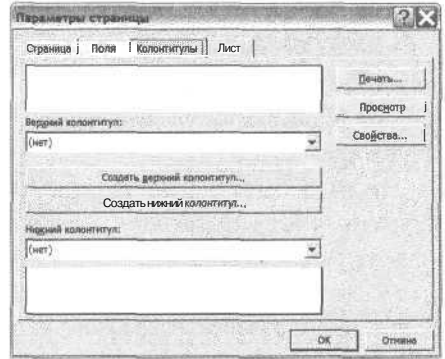 Параметры страницы
Страница Поля Колонтитулы Лист
Печать...
Просмотр
Верхний колонтитул:
(нет)
Свойства...
Создать верхний колонтитул...
Создать нижний колонтитул...
Нижний колонтитул:
(нет)
ОК Отмена